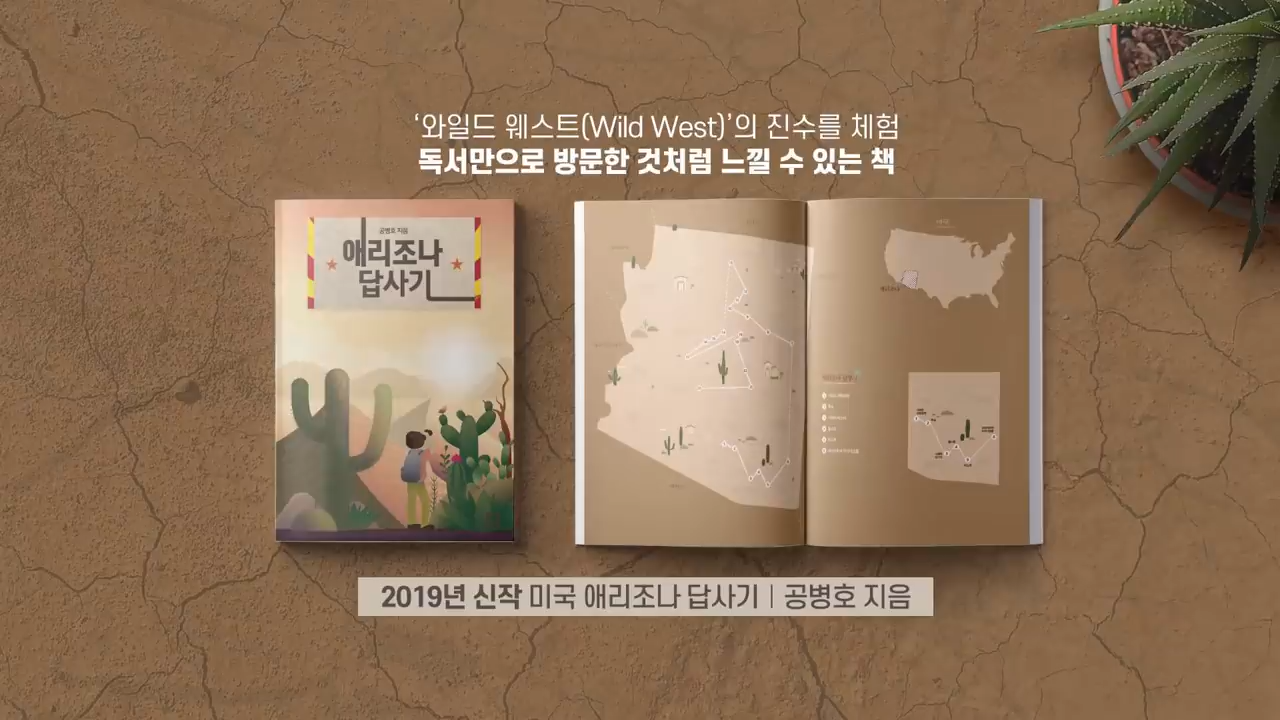 ‘와일드 웨스트(Wild West)’의 진수를 체험
독서만으로 방문한 것처럼 느낄 수 있는 책
공병호 지음
애리조나
답사기
2019년 신작 미국 애리조나 답사기 | 공병호 지음